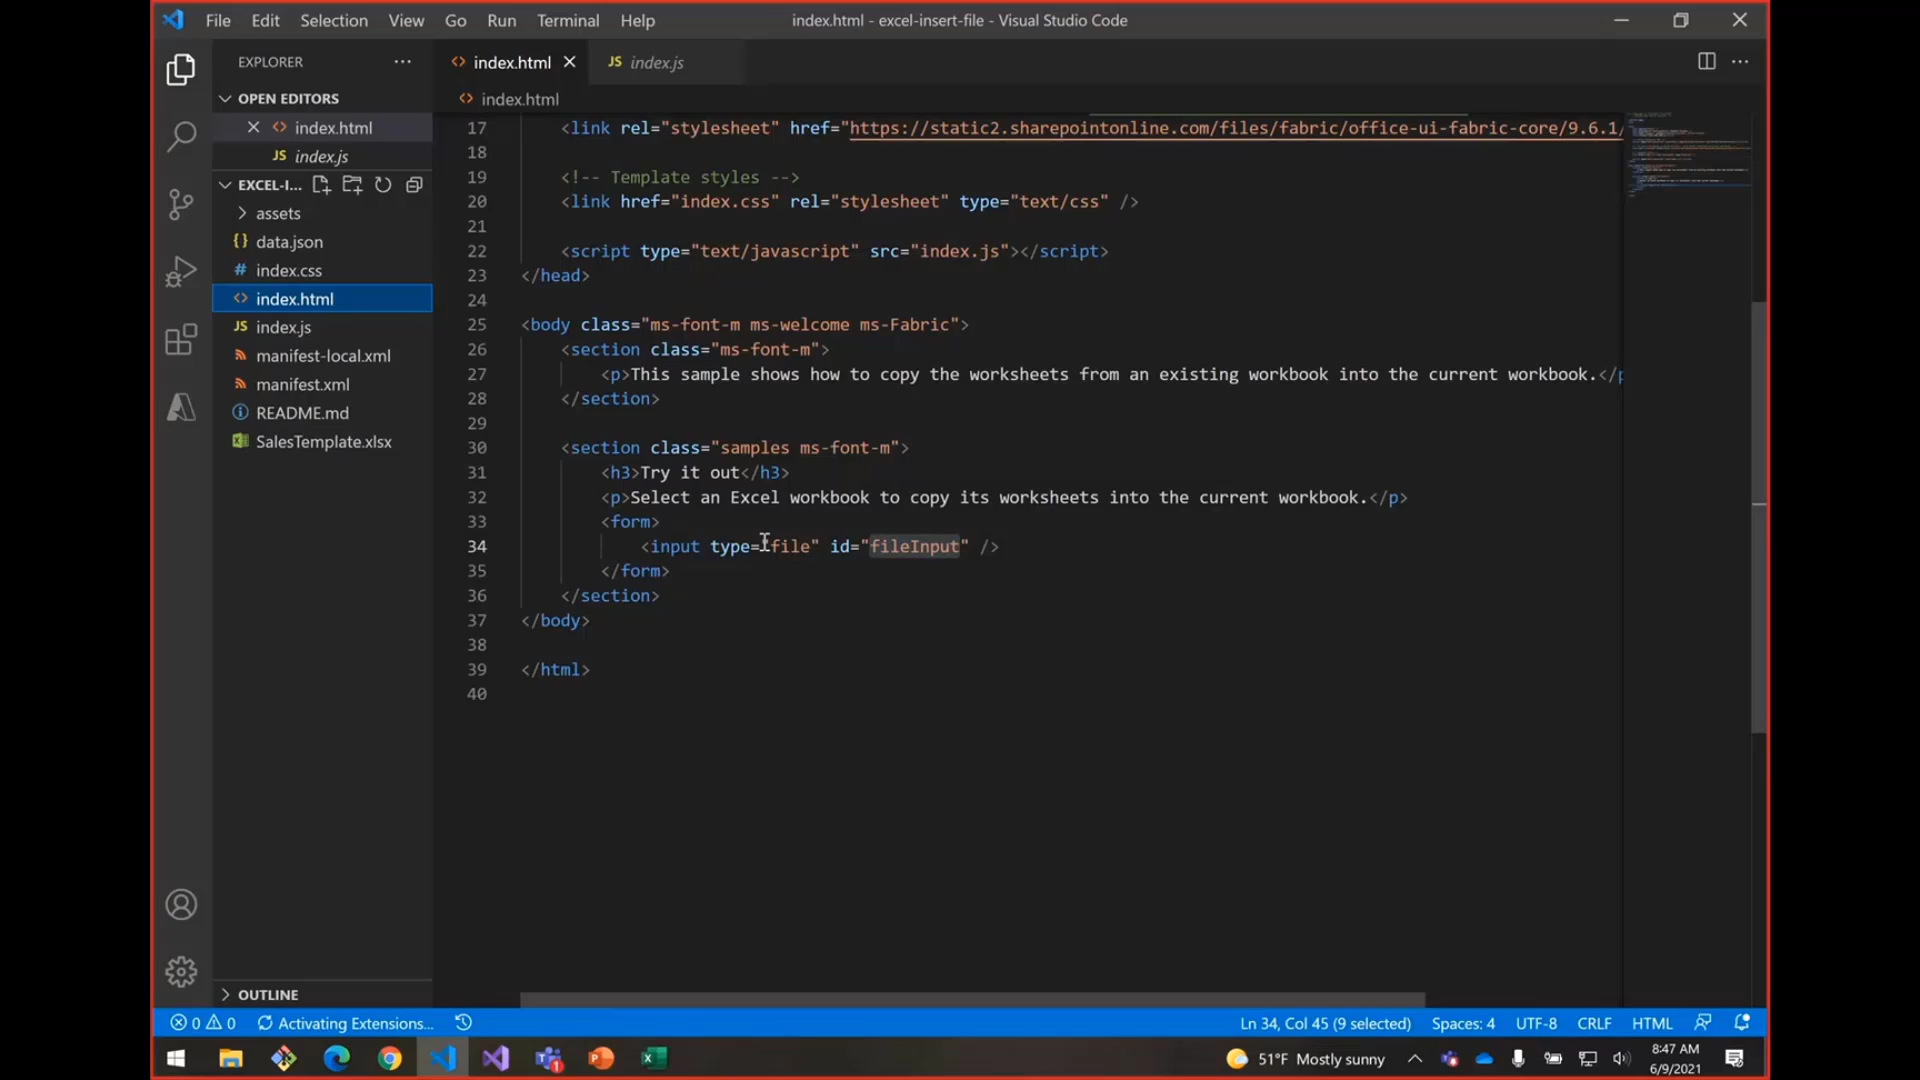 File Edit Selection View Go Run Terminal Help index.html - excel-insert-file - Visual Studio Code
EXPLORER
OPEN EDITORS
index.html
JS index.js
EXCEL-I...
assets
{} data.json
# index.css
<> index.html
JS index.js
manifest-local.xml
manifest.xml
README.md
SalesTemplate.xlsx
OUTLINE
<> index.html JS index.js
<> index.html
17 <link rel="stylesheet" href="https://static2.sharepointonline.com/files/fabric/office-ui-fabric-core/9.6.1/
18
19 <!-- Template styles -->
20 <link href="index.css" rel="stylesheet" type="text/css" />
21
22 <script type="text/javascript" src="index.js"></script>
23 </head>
24
25 <body class="ms-font-m ms-welcome ms-Fabric">
26 <section class="ms-font-m">
27 <p>This sample shows how to copy the worksheets from an existing workbook into the current workbook.</p
28 </section>
29
30 <section class="samples ms-font-m">
31 <h3>Try it out</h3>
32 <p>Select an Excel workbook to copy its worksheets into the current workbook.</p>
33 <form>
34 <input type="file" id="fileInput" />
35 </form>
36 </section>
37 </body>
38
39 </html>
40
0 0 Activating Extensions... Ln 34, Col 45 (9 selected) Spaces: 4 UTF-8 CRLF HTML
51°F Mostly sunny 8:47 AM
6/9/2021